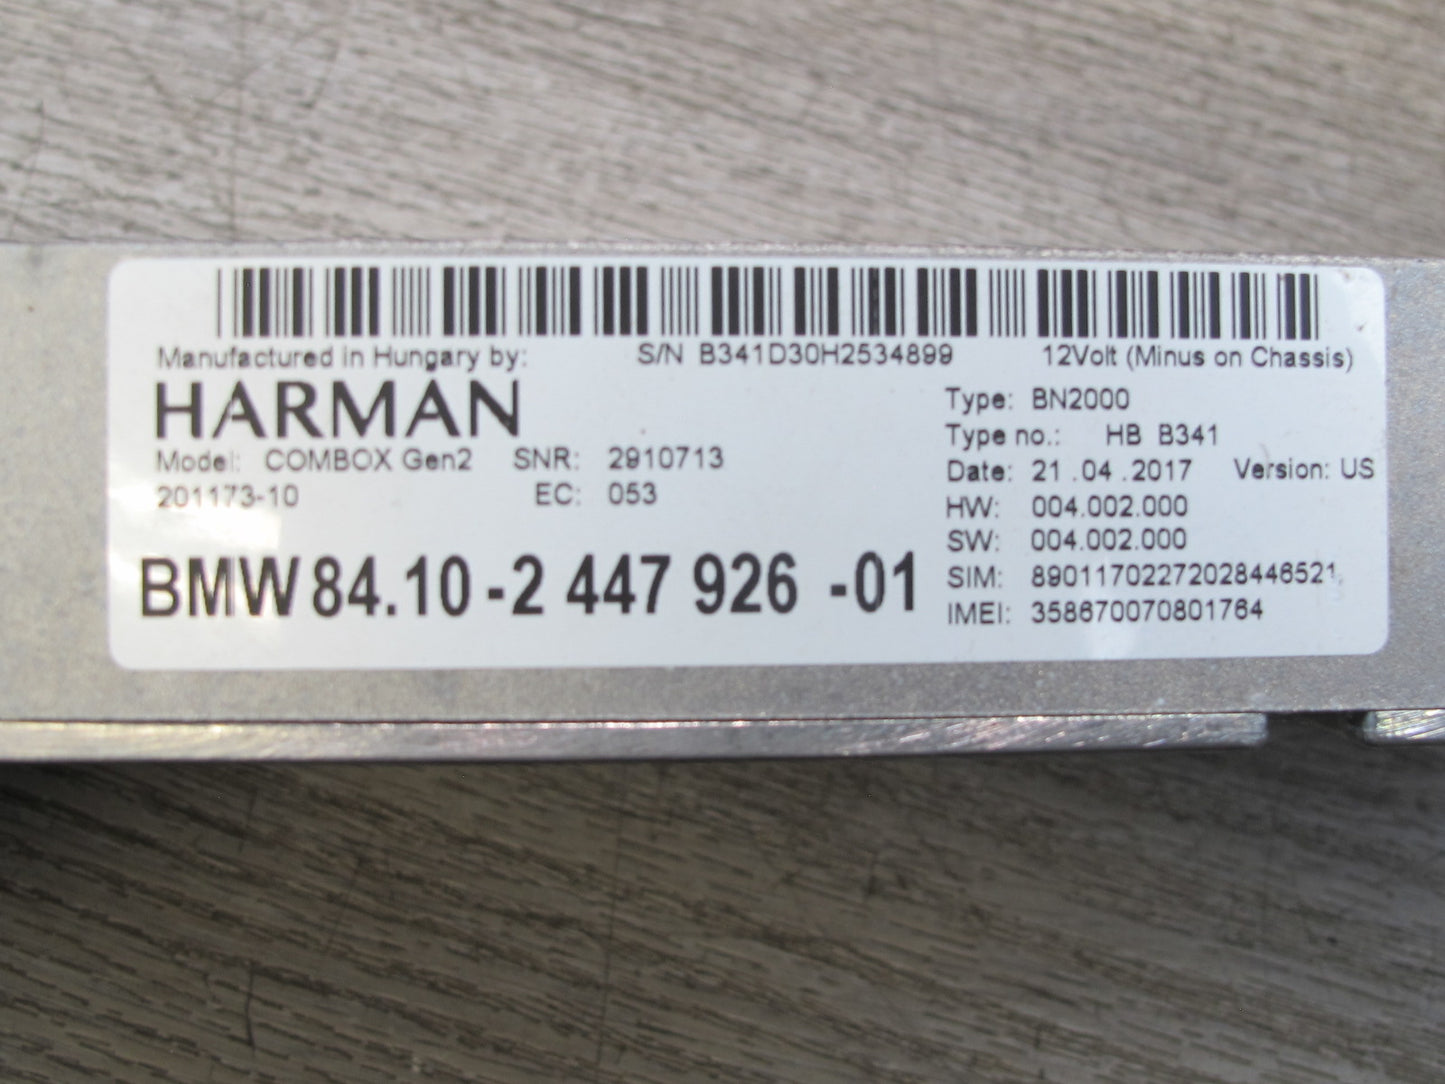 Manufactured in Hungary by: S/N B341D30H2534899 12Volt (Minus on Chassis)
HARMAN
Model: COMBOX Gen2 SNR: 2910713
201173-10 EC: 053
BMW 84.10-2 447 926 -01
Type: BN2000
Type no.: HB B341
Date: 21.04.2017 Version: US
HW: 004.002.000
SW: 004.002.000
SIM: 89011702272028446521
IMEI: 358670070801764